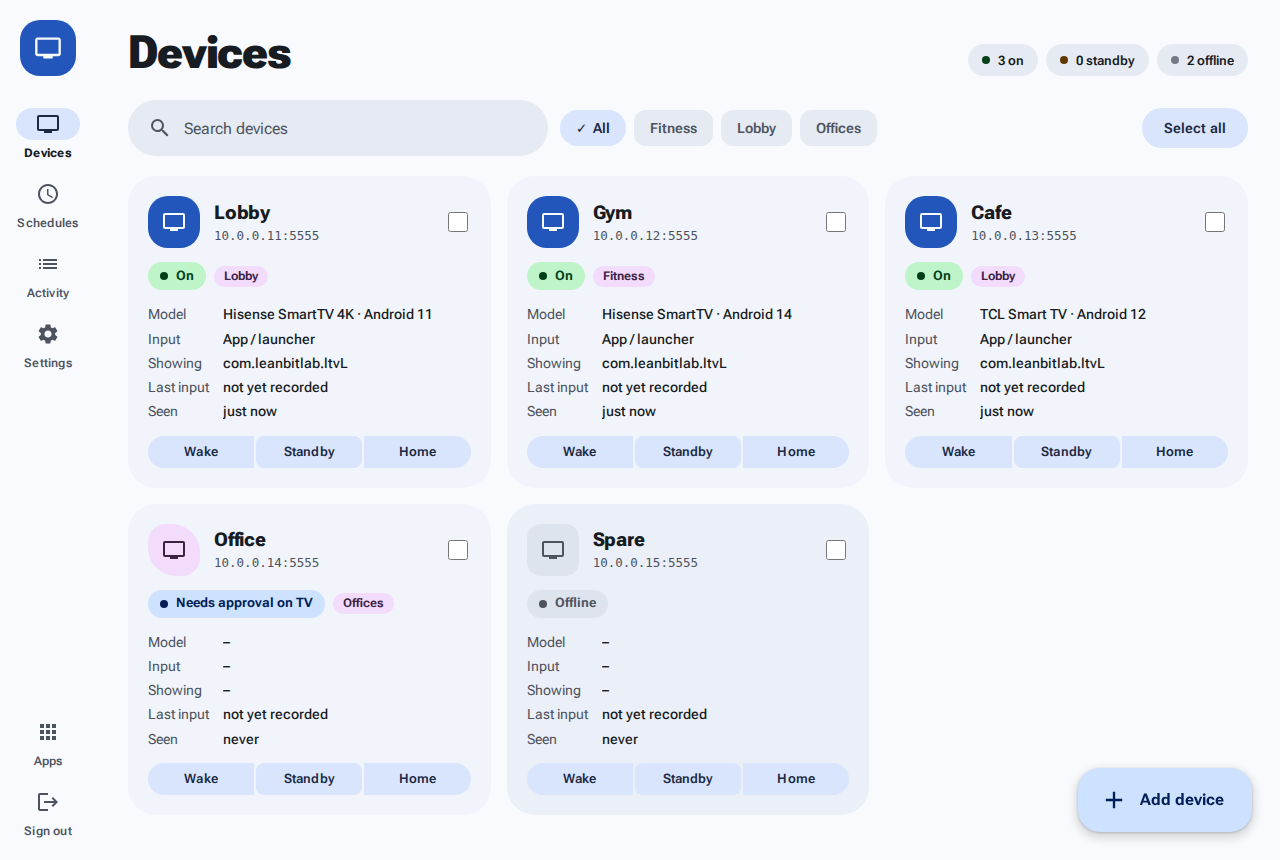 Devices
3 on
0 standby
2 offline
Devices
Schedules
Activity
Settings
Apps
Sign out
Search devices
✓ All
Fitness
Lobby
Offices
Select all
Lobby
10.0.0.11:5555
On
Lobby
Model Hisense SmartTV 4K · Android 11
Input App / launcher
Showing com.leanbitlab.ltvL
Last input not yet recorded
Seen just now
Wake Standby Home
Gym
10.0.0.12:5555
On
Fitness
Model Hisense SmartTV · Android 14
Input App / launcher
Showing com.leanbitlab.ltvL
Last input not yet recorded
Seen just now
Wake Standby Home
Cafe
10.0.0.13:5555
On
Lobby
Model TCL Smart TV · Android 12
Input App / launcher
Showing com.leanbitlab.ltvL
Last input not yet recorded
Seen just now
Wake Standby Home
Office
10.0.0.14:5555
Needs approval on TV
Offices
Model –
Input –
Showing –
Last input not yet recorded
Seen never
Wake Standby Home
Spare
10.0.0.15:5555
Offline
Model –
Input –
Showing –
Last input not yet recorded
Seen never
Wake Standby Home
+ Add device